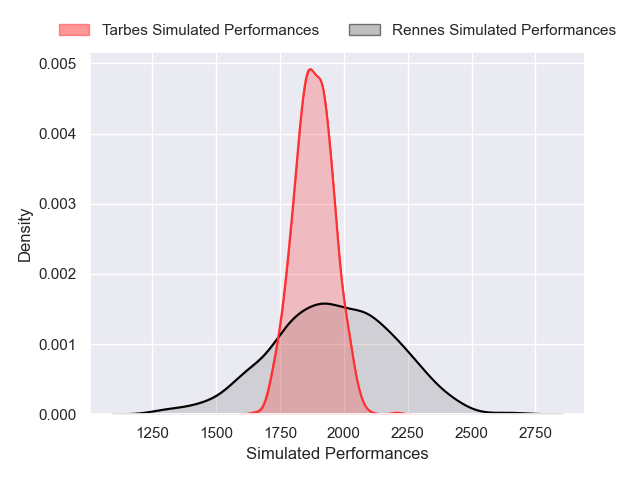 Tarbes Simulated Performances Rennes Simulated Performances
0.005
0.004
0.003
0.002
0.001
0.000
Density
1250 1500 1750 2000 2250 2500 2750
Simulated Performances